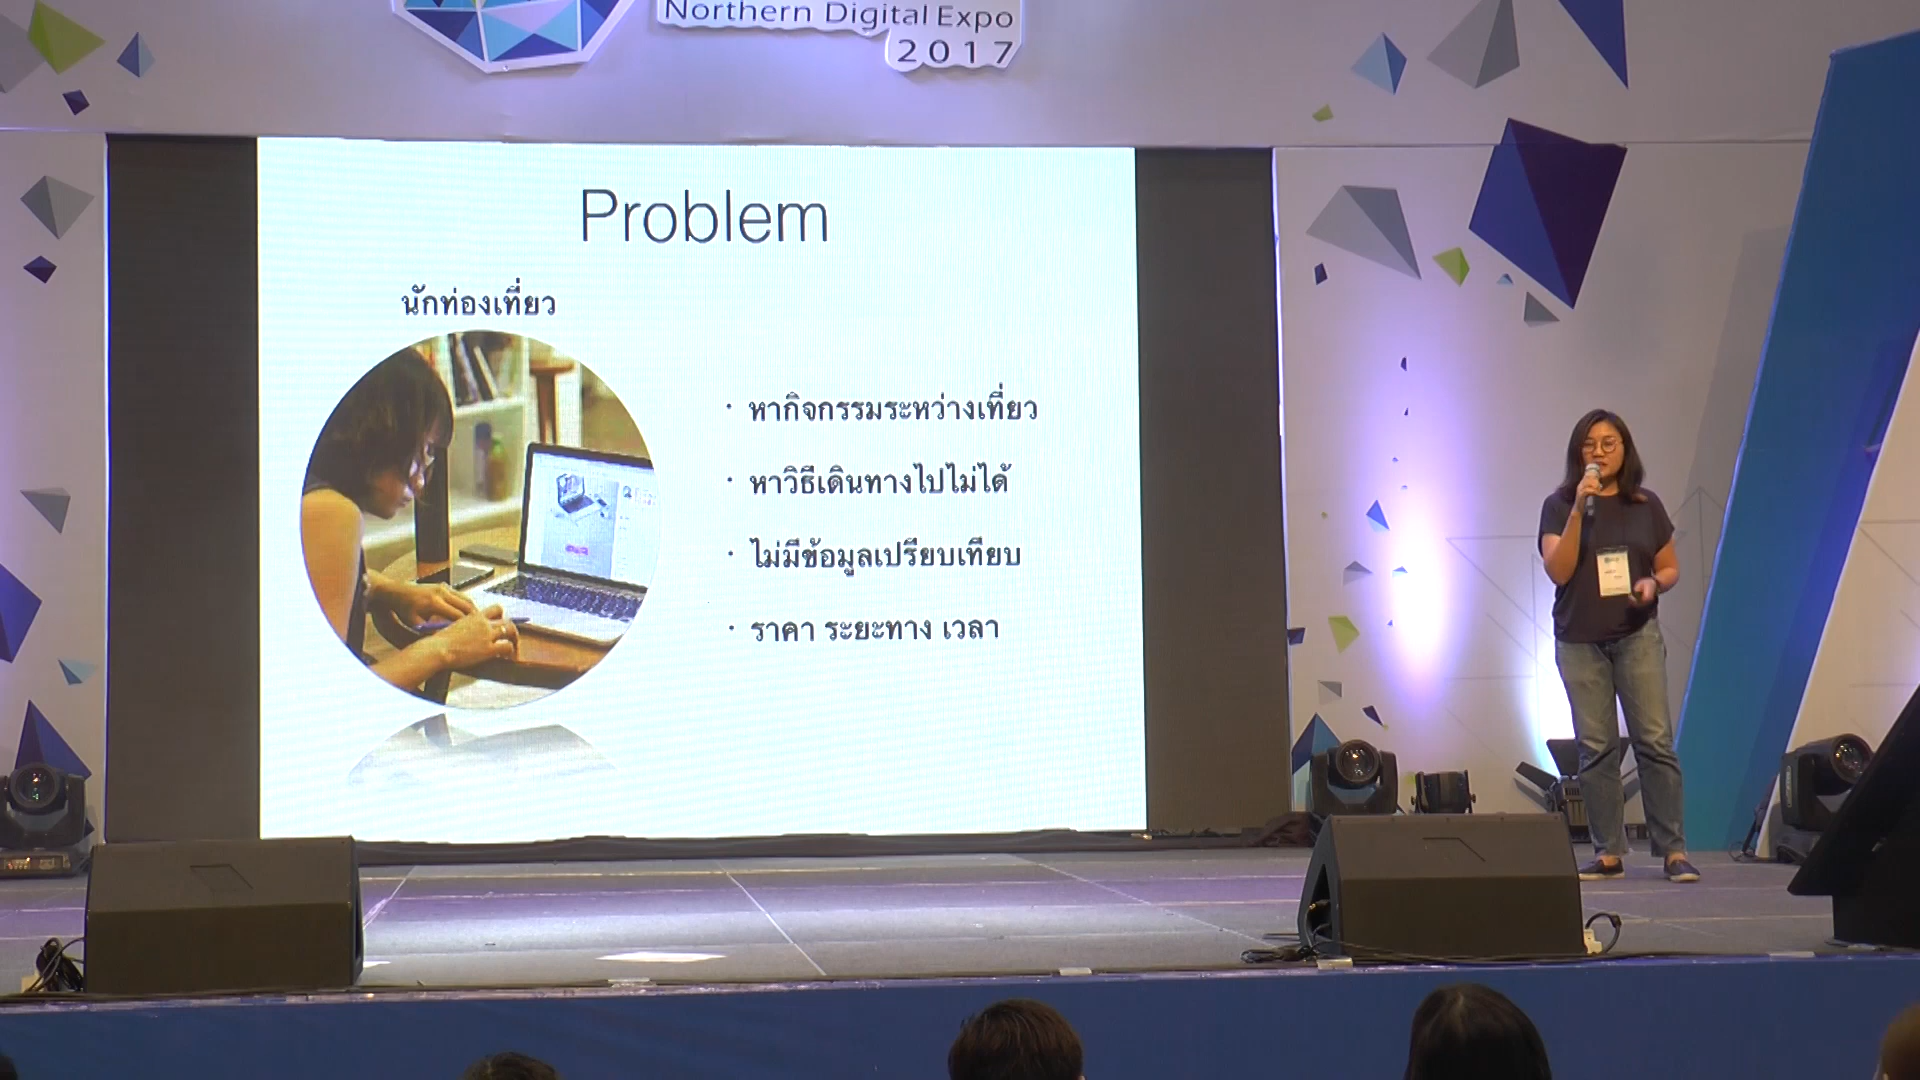 Northern Digital Expo
2017
Problem
นักท่องเที่ยว
· หากิจกรรมระหว่างเที่ยว
· หาวิธีเดินทางไปไม่ได้
· ไม่มีข้อมูลเปรียบเทียบ
· ราคา ระยะทาง เวลา